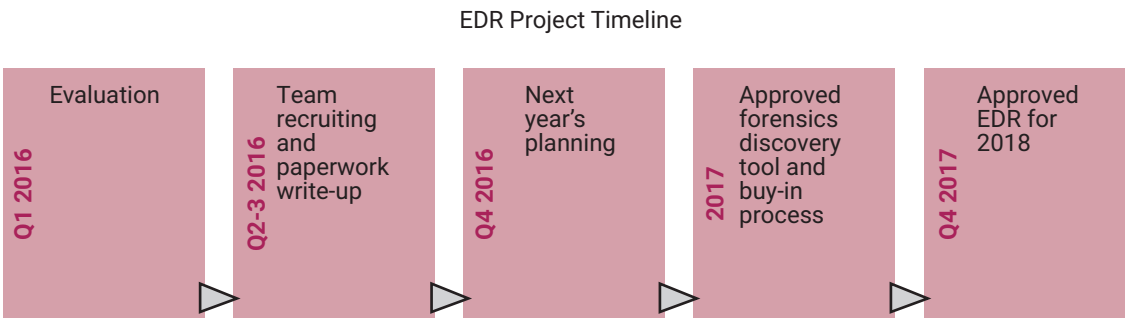 EDR Project Timeline
Q1 2016
Evaluation
Q2-3 2016
Team
recruiting
and
paperwork
write-up
Q4 2016
Next
year's
planning
2017
Approved
forensics
discovery
tool and
buy-in
process
Q4 2017
Approved
EDR for
2018